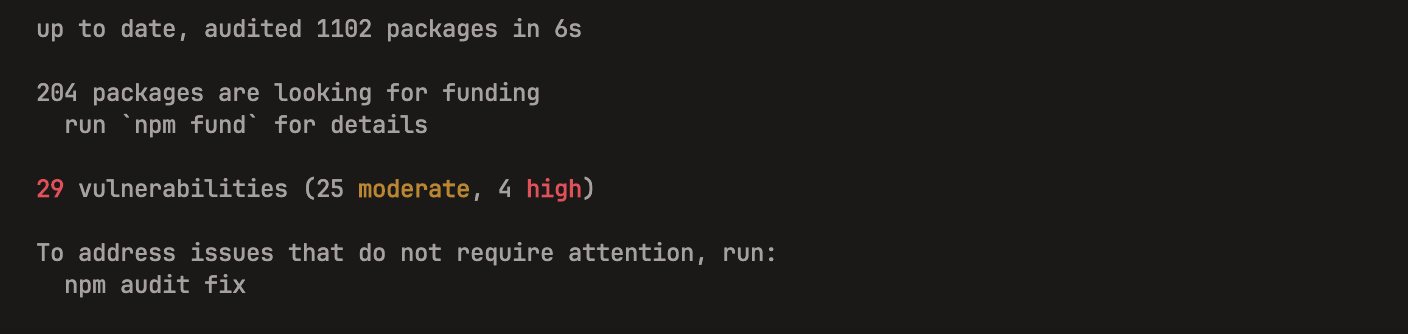 up to date, audited 1102 packages in 6s
204 packages are looking for funding
  run `npm fund` for details
29 vulnerabilities (25 moderate, 4 high)
To address issues that do not require attention, run:
  npm audit fix